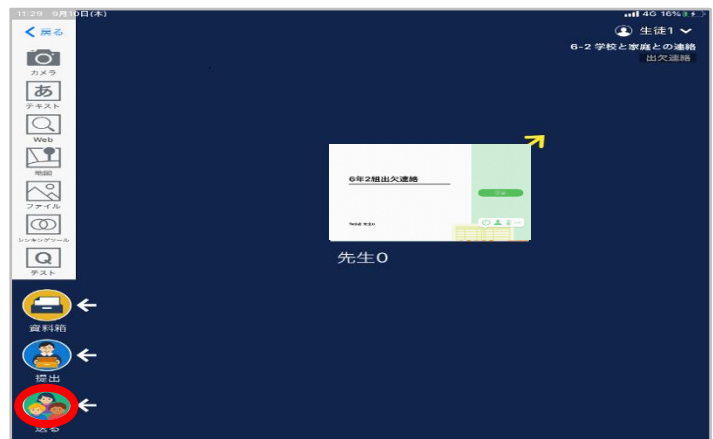 11:29 9月10日(木)
4G 16%
戻る
生徒1
6-2 学校と家庭との連絡
出欠連絡
カメラ
あ
テキスト
Web
地図
ファイル
シンキングツール
Q
テスト
6年2組出欠連絡
先生0
資料箱
提出
送る